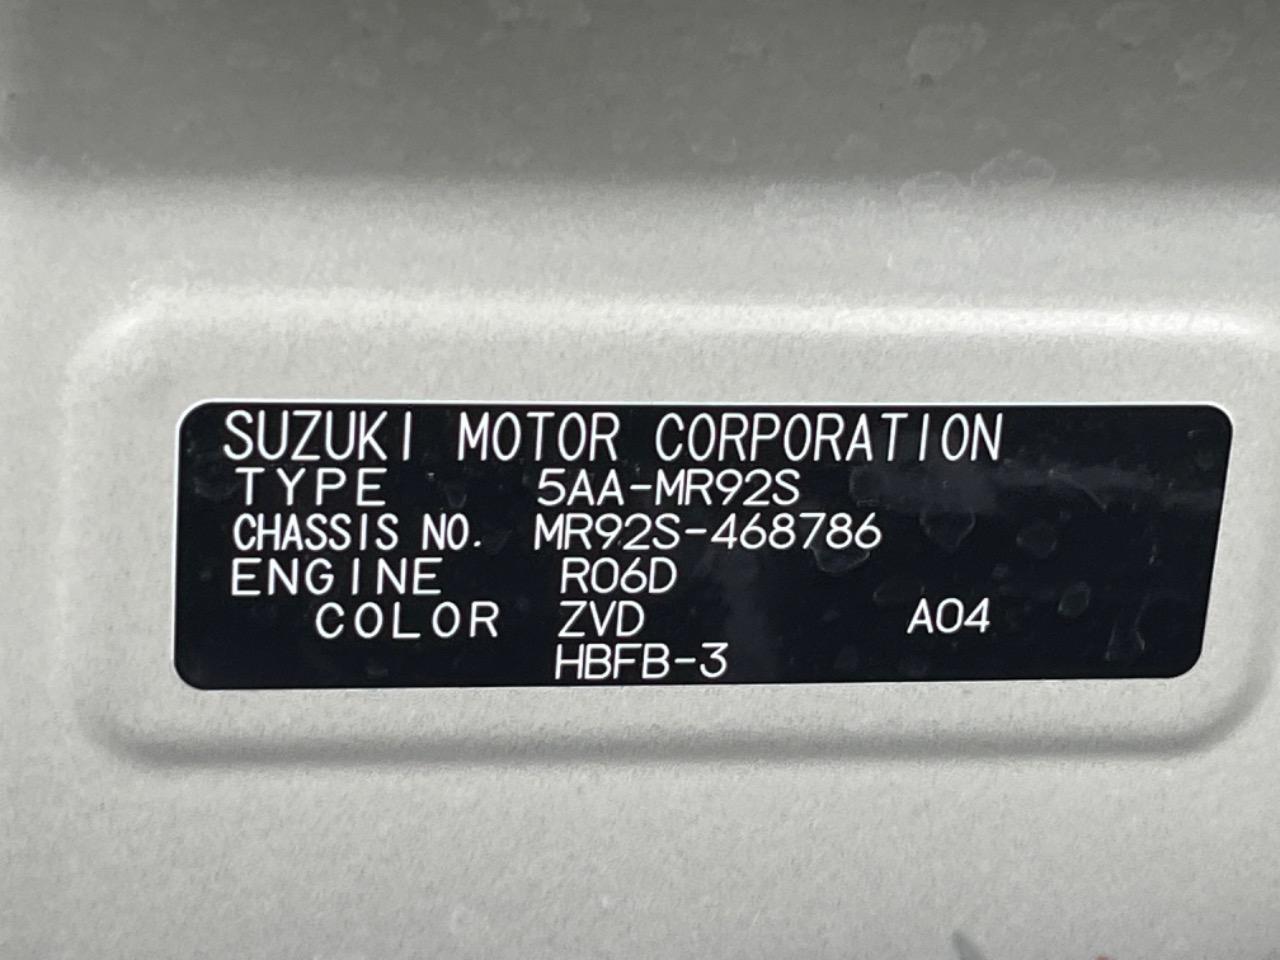 SUZUKI MOTOR CORPORATION
TYPE 5AA-MR92S
CHASSIS NO. MR92S-468786
ENGINE R06D
COLOR ZVD A04
HBFB-3